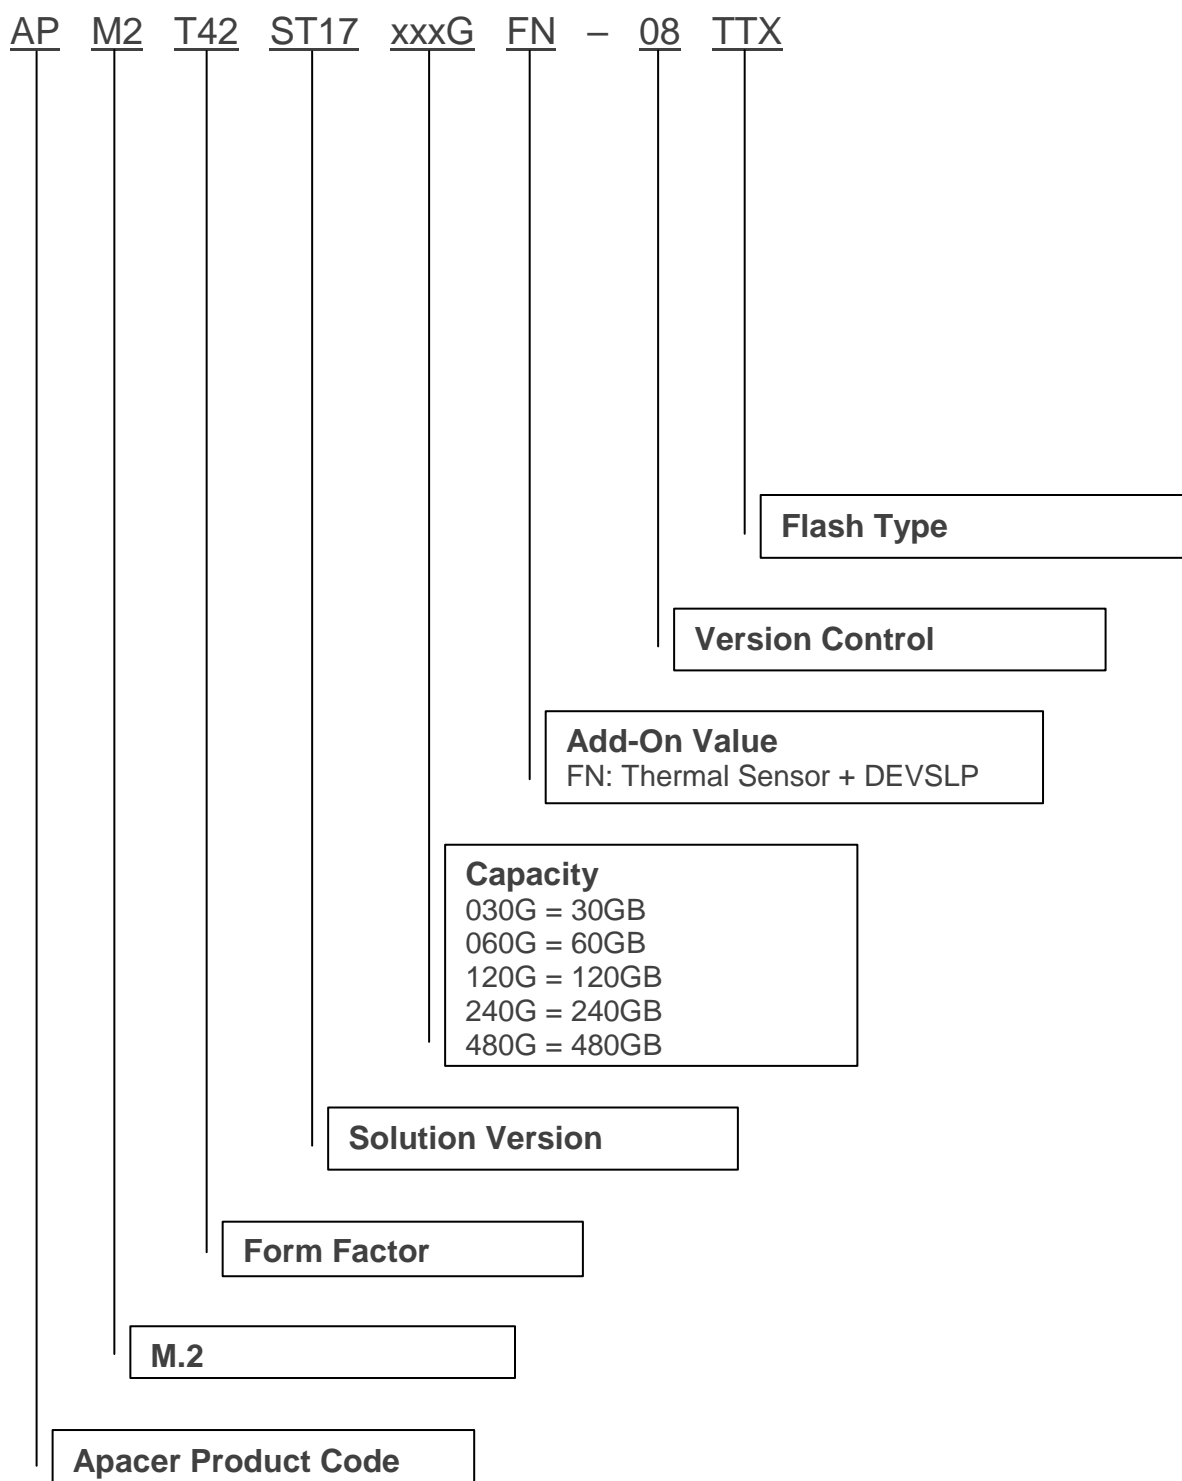 AP M2 T42 ST17 xxxG FN – 08 TTX
Flash Type
Version Control
Add-On Value
FN: Thermal Sensor + DEVSLP
Capacity
030G = 30GB
060G = 60GB
120G = 120GB
240G = 240GB
480G = 480GB
Solution Version
Form Factor
M.2
Apacer Product Code